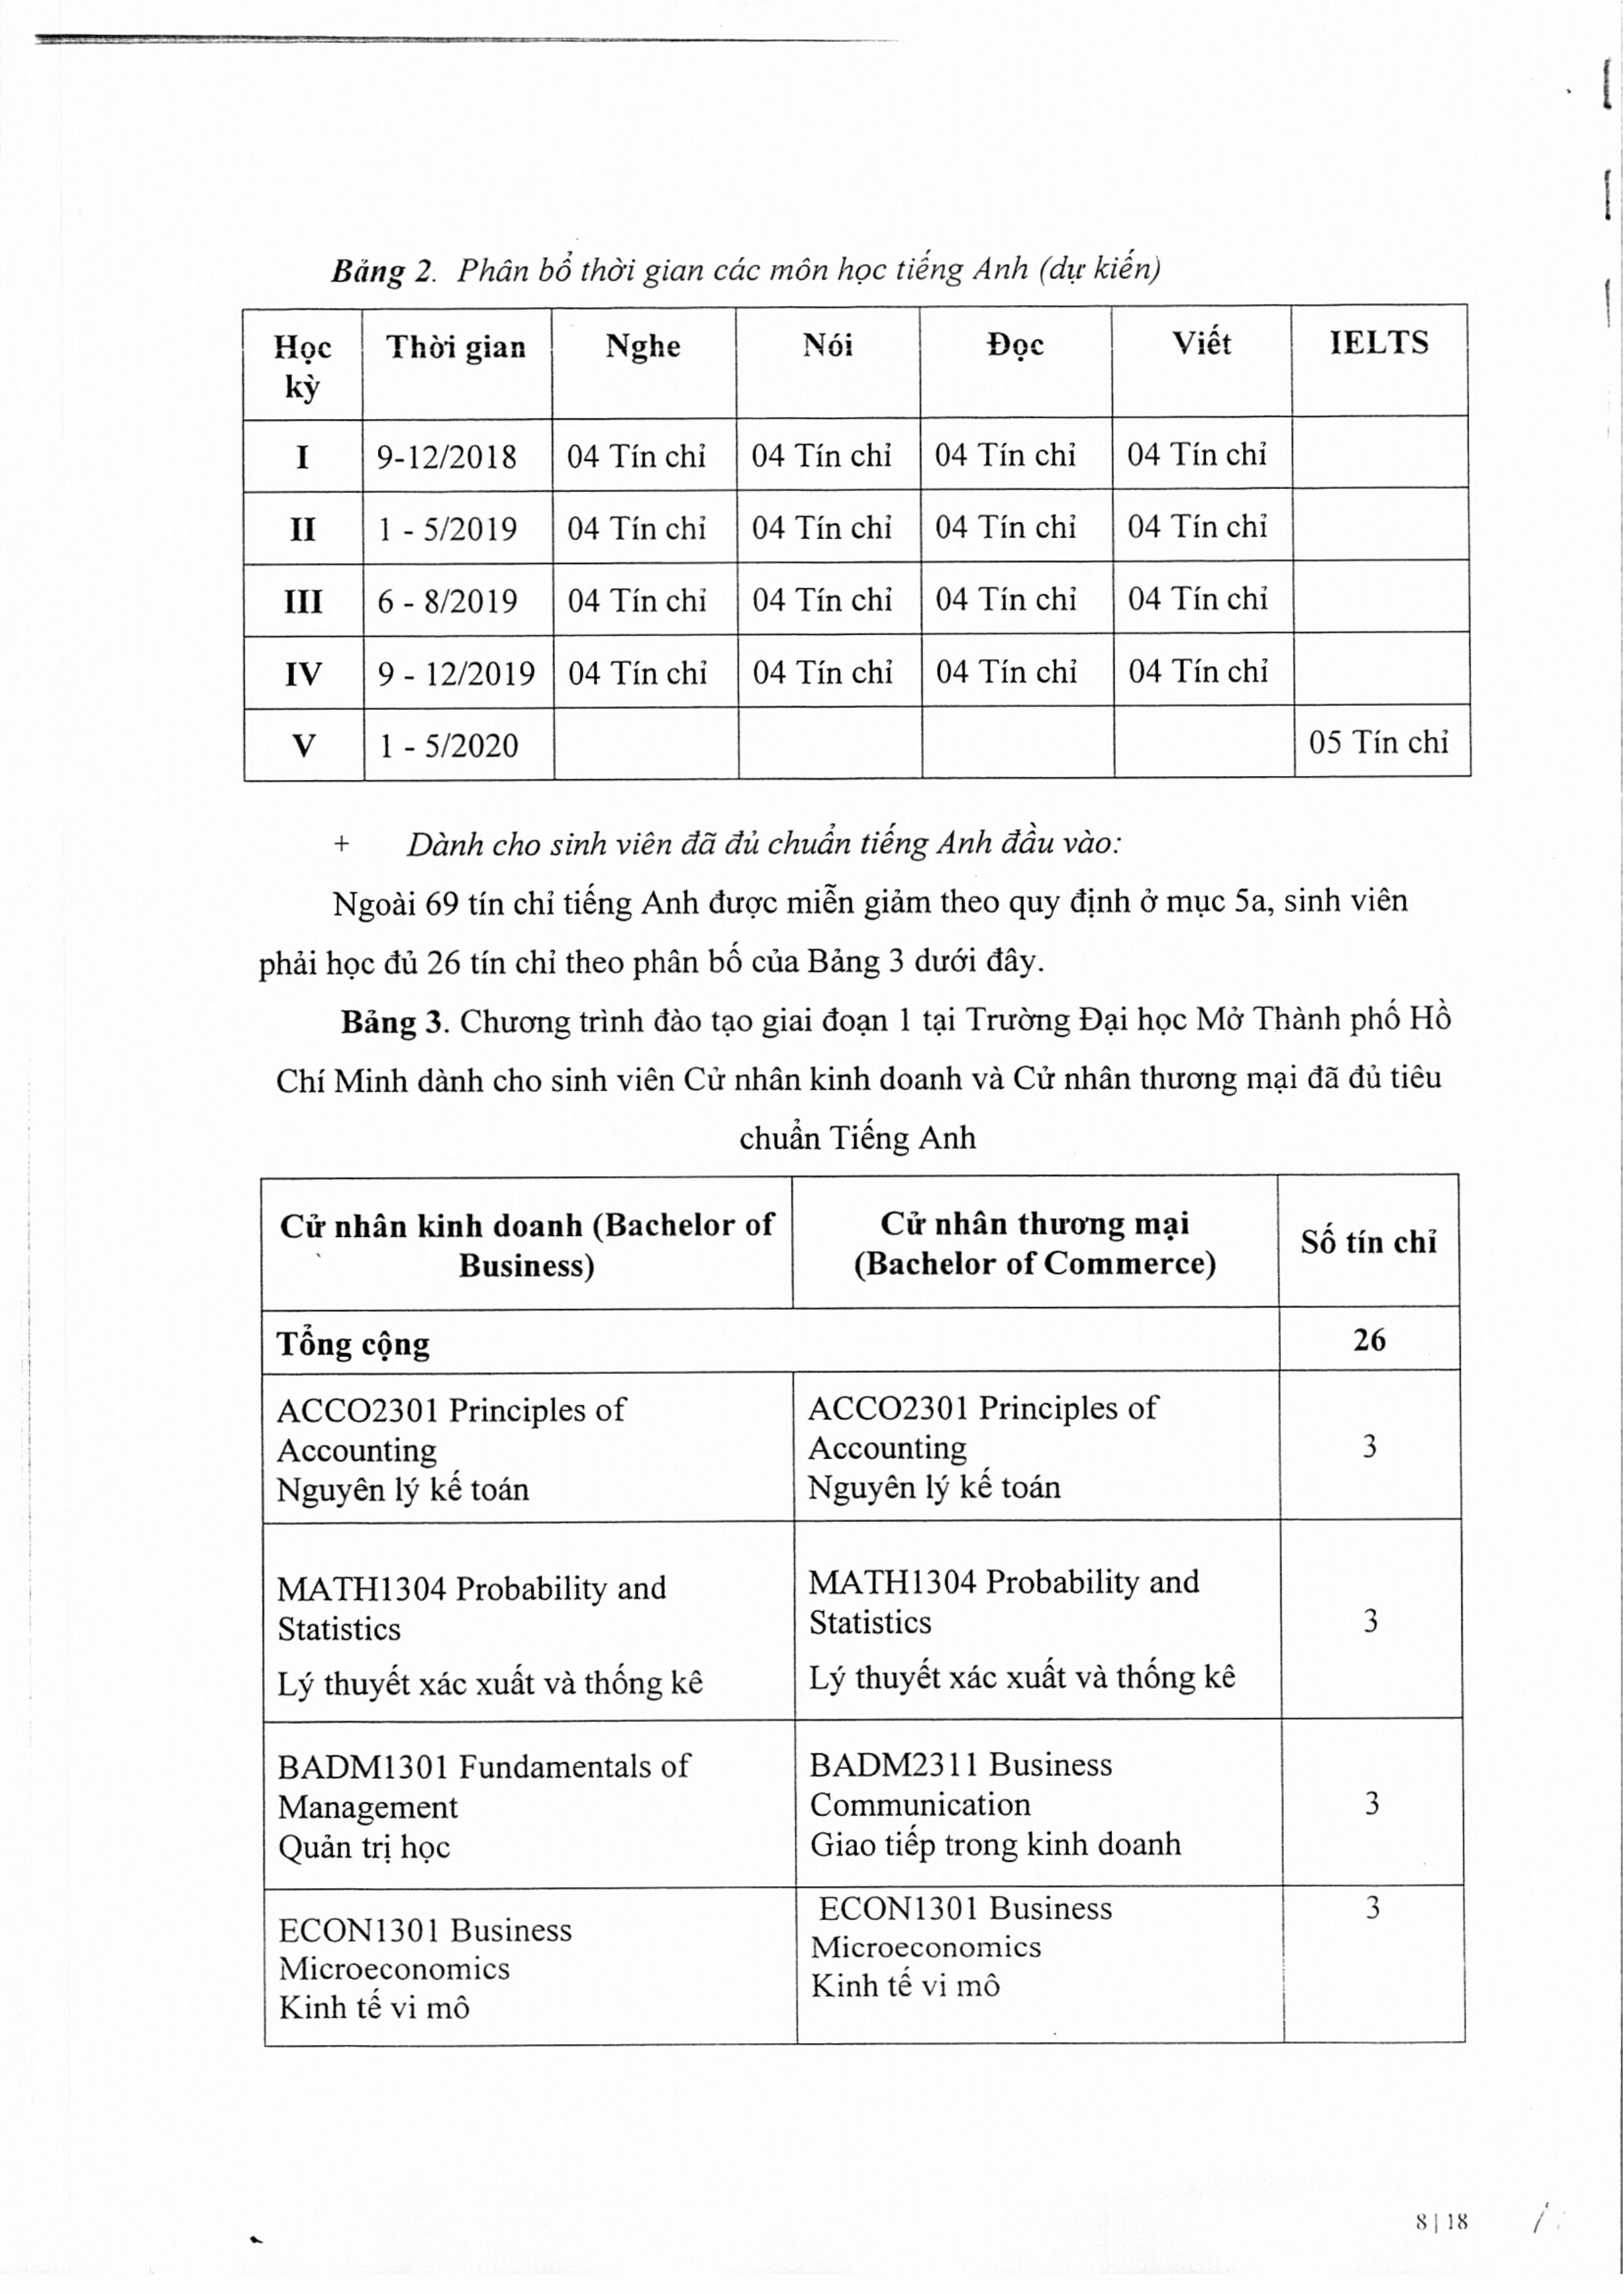 Bảng 2. Phân bổ thời gian các môn học tiếng Anh (dự kiến)
Học kỳ Thời gian Nghe Nói Đọc Viết IELTS
I 9-12/2018 04 Tín chỉ 04 Tín chỉ 04 Tín chỉ 04 Tín chỉ
II 1 - 5/2019 04 Tín chỉ 04 Tín chỉ 04 Tín chỉ 04 Tín chỉ
III 6 - 8/2019 04 Tín chỉ 04 Tín chỉ 04 Tín chỉ 04 Tín chỉ
IV 9 - 12/2019 04 Tín chỉ 04 Tín chỉ 04 Tín chỉ 04 Tín chỉ
V 1 - 5/2020 05 Tín chỉ
+ Dành cho sinh viên đã đủ chuẩn tiếng Anh đầu vào:
Ngoài 69 tín chỉ tiếng Anh được miễn giảm theo quy định ở mục 5a, sinh viên
phải học đủ 26 tín chỉ theo phân bố của Bảng 3 dưới đây.
Bảng 3. Chương trình đào tạo giai đoạn 1 tại Trường Đại học Mở Thành phố Hồ
Chí Minh dành cho sinh viên Cử nhân kinh doanh và Cử nhân thương mại đã đủ tiêu
chuẩn Tiếng Anh
Cử nhân kinh doanh (Bachelor of
Business)
Cử nhân thương mại
(Bachelor of Commerce)
Số tín chỉ
Tổng cộng 26
ACCO2301 Principles of
Accounting
Nguyên lý kế toán
ACCO2301 Principles of
Accounting
Nguyên lý kế toán
3
MATH1304 Probability and
Statistics
Lý thuyết xác xuất và thống kê
MATH1304 Probability and
Statistics
Lý thuyết xác xuất và thống kê
3
BADM1301 Fundamentals of
Management
Quản trị học
BADM2311 Business
Communication
Giao tiếp trong kinh doanh
3
ECON1301 Business
Microeconomics
Kinh tế vi mô
ECON1301 Business
Microeconomics
Kinh tế vi mô
3
8| 18